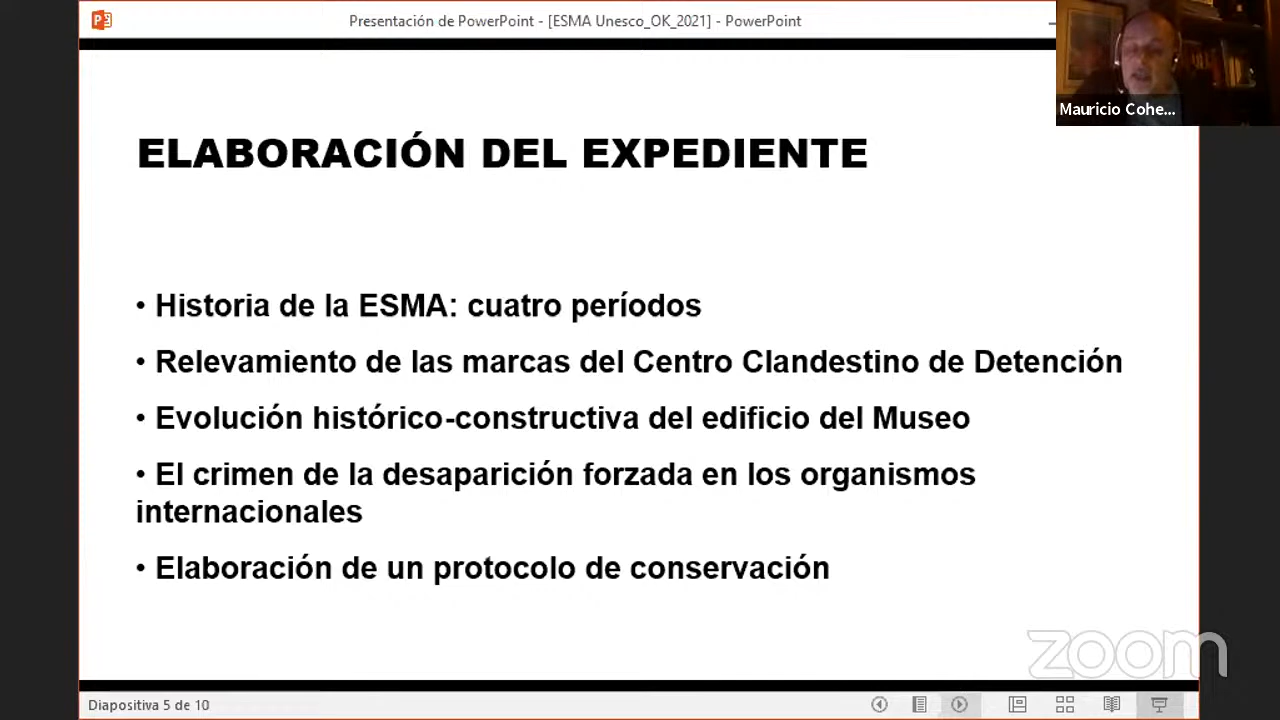 Presentación de PowerPoint - [ESMA Unesco_OK_2021] - PowerPoint
Mauricio Cohe...
ELABORACIÓN DEL EXPEDIENTE
• Historia de la ESMA: cuatro períodos
• Relevamiento de las marcas del Centro Clandestino de Detención
• Evolución histórico-constructiva del edificio del Museo
• El crimen de la desaparición forzada en los organismos
internacionales
• Elaboración de un protocolo de conservación
zoom
Diapositiva 5 de 10